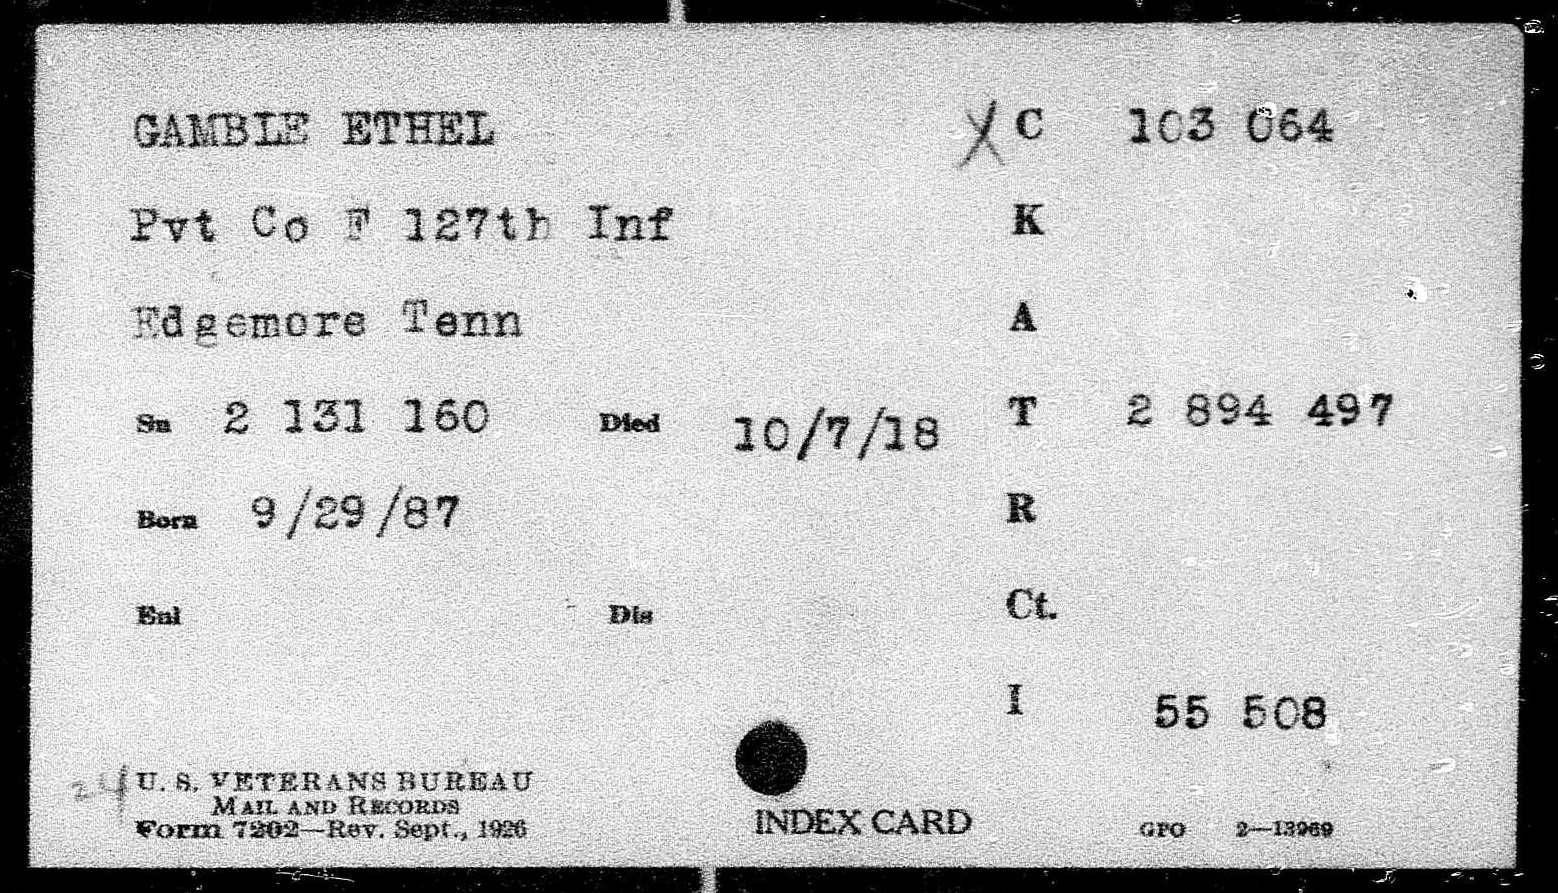 GAMBLE ETHEL X C 103 064
Pvt Co F 127th Inf K
Edgemore Tenn A
Sn 2 131 160 Died 10/7/18 T 2 894 497
Born 9/29/87 R
Enl Dis Ct.
I 55 508
24 U. S. VETERANS BUREAU
MAIL AND RECORDS
Form 7202—Rev. Sept., 1926 INDEX CARD GPO 2—13969